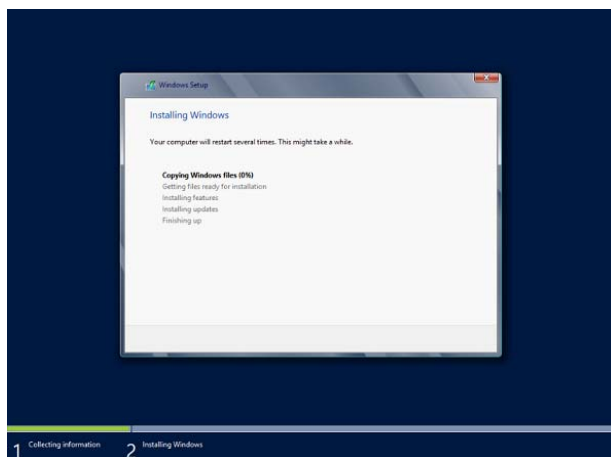 Windows Setup
Installing Windows
Your computer will restart several times. This might take a while.
Copying Windows files (0%)
Getting files ready for installation
Installing features
Installing updates
Finishing up
1 Collecting information
2 Installing Windows